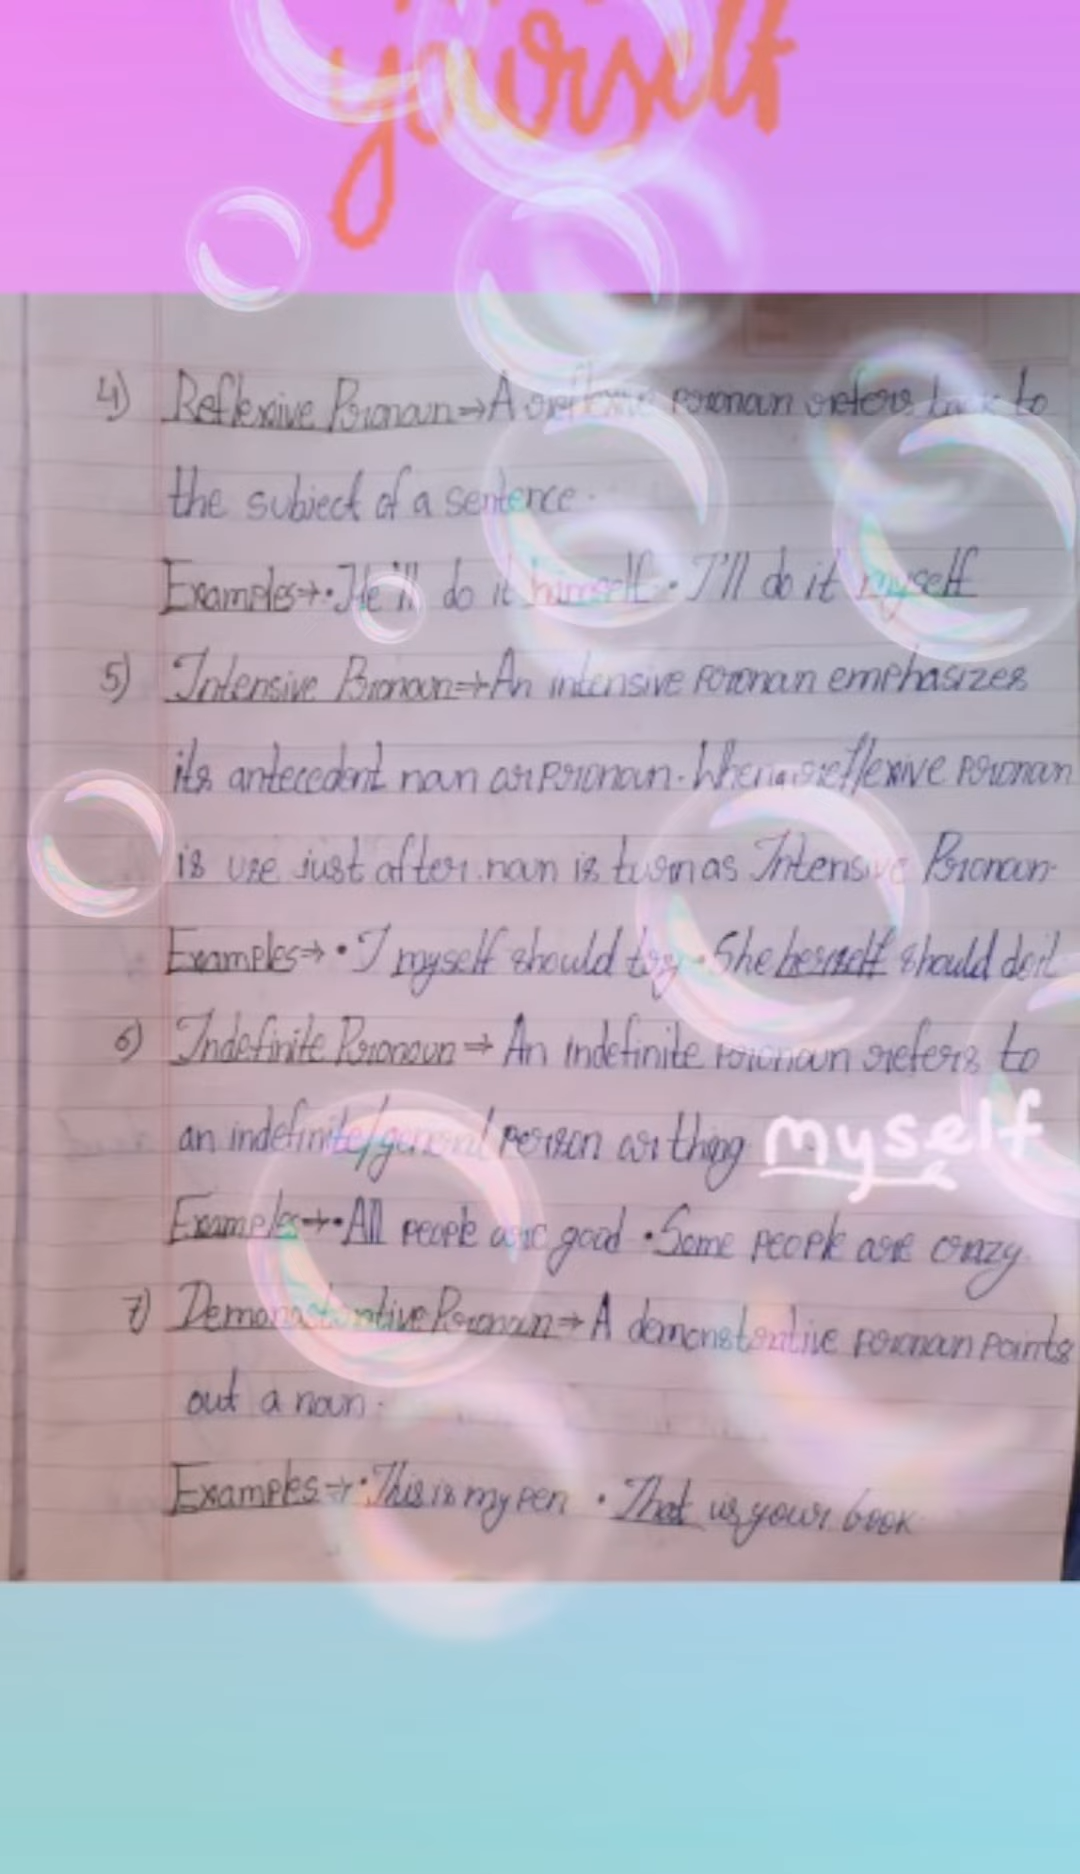 yourself
4) Reflexive Pronoun⇒A reflexive pronoun refers back to
the subject of a sentence.
Examples→•He'll do it himself •I'll do it myself
5) Intensive Pronoun⇒An intensive pronoun emphasizes
its antecedent noun or pronoun. When a reflexive pronoun
is use just after noun is turn as Intensive Pronoun
Examples⇒ •I myself should try •She herself should do it
6) Indefinite Pronoun ⇒ An indefinite pronoun refers to
an indefinite/general person or thing
myself
Examples→•All people are good •Some people are crazy
7) Demonstrative Pronoun⇒A demonstrative pronoun points
out a noun.
Examples→•This is my pen •That is your book